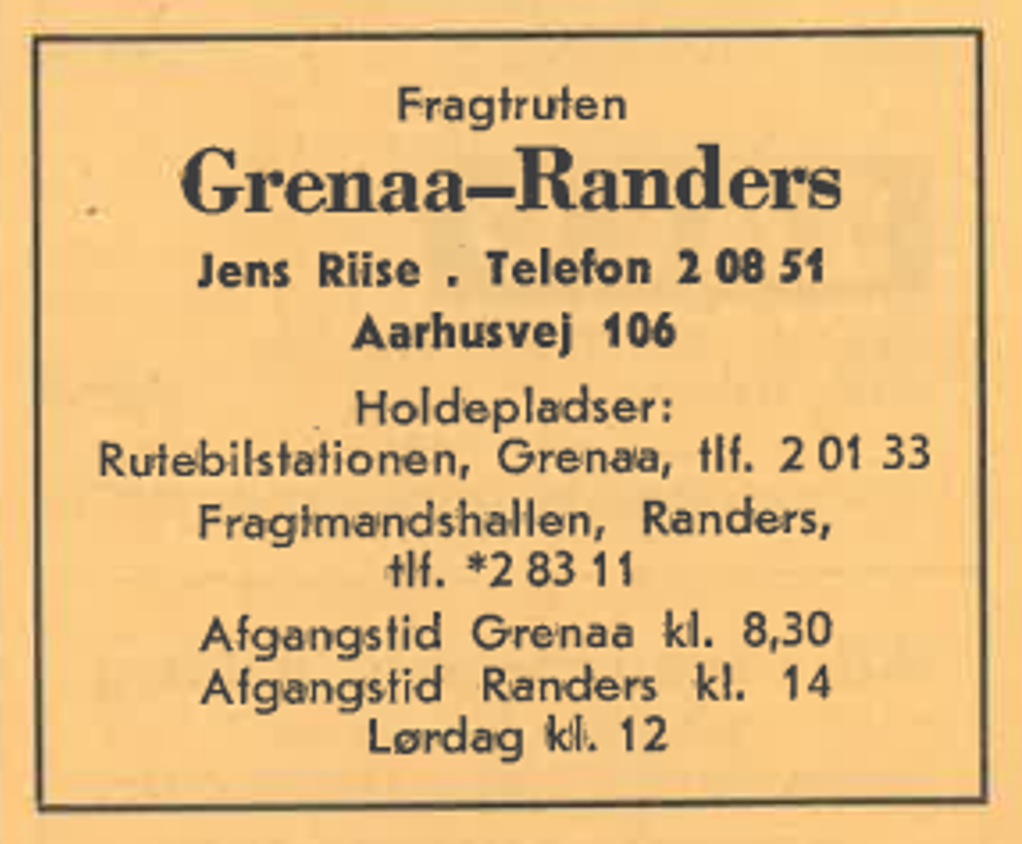 Fragtruten
Grenaa–Randers
Jens Riise . Telefon 2 08 51
Aarhusvej 106
Holdepladser:
Rutebilstationen, Grenaa, tlf. 2 01 33
Fragtmandshallen, Randers,
tlf. *2 83 11
Afgangstid Grenaa kl. 8,30
Afgangstid Randers kl. 14
Lørdag kl. 12